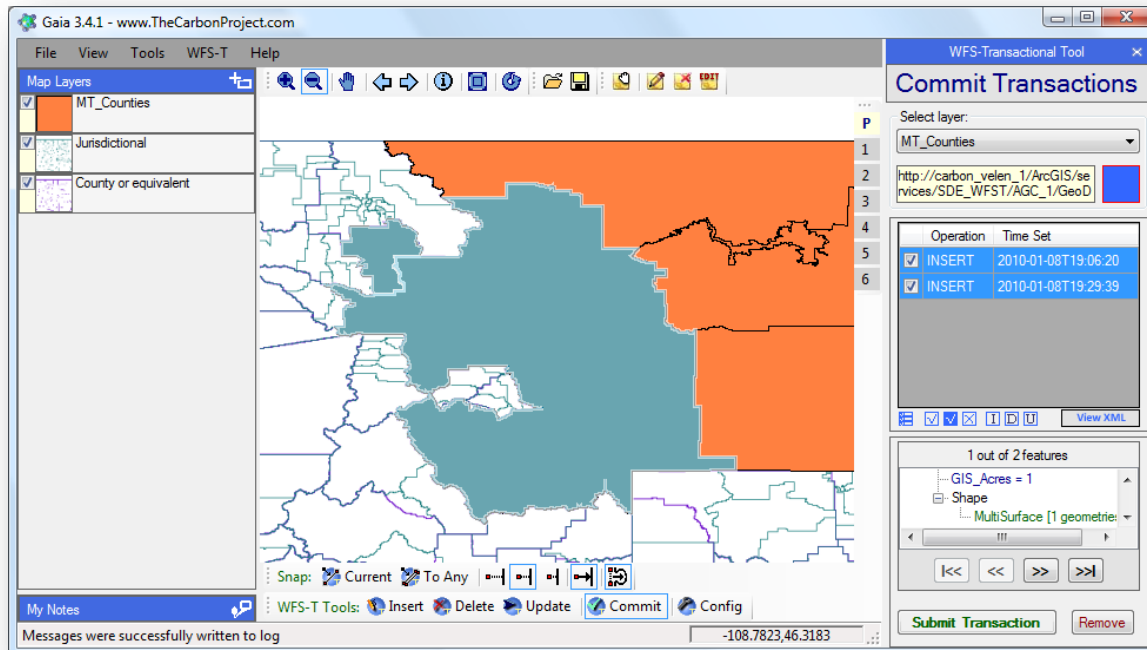 Gaia 3.4.1 - www.TheCarbonProject.com
File View Tools WFS-T Help
Map Layers
MT_Counties
Jurisdictional
County or equivalent
EDIT
P
1
2
3
4
5
6
Snap: Current To Any
WFS-T Tools: Insert Delete Update Commit Config
My Notes
Messages were successfully written to log
-108.7823,46.3183
WFS-Transactional Tool
Commit Transactions
Select layer:
MT_Counties
http://carbon_velen_1/ArcGIS/se
rvices/SDE_WFST/AGC_1/GeoD
Operation Time Set
INSERT 2010-01-08T19:06:20
INSERT 2010-01-08T19:29:39
I D U View XML
1 out of 2 features
GIS_Acres = 1
Shape
MultiSurface [1 geometries
|<< << >> >>|
Submit Transaction Remove